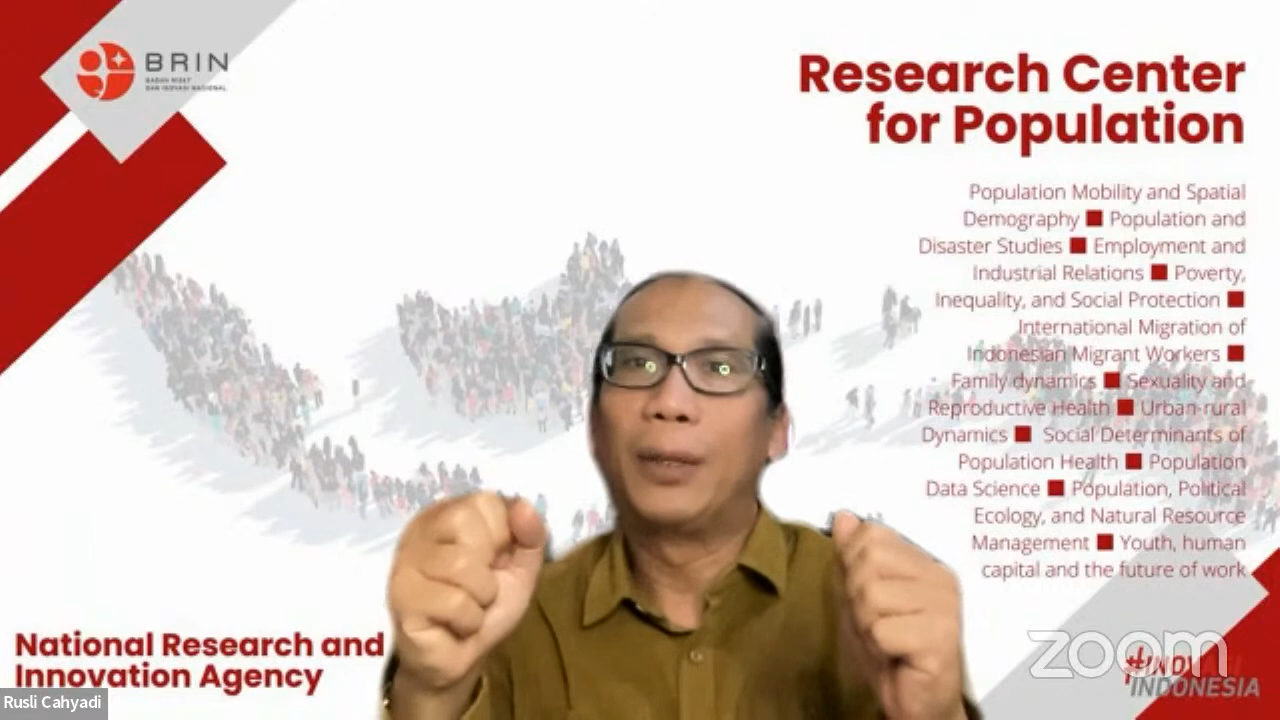 BRIN
BADAN RISET
DAN INOVASI NASIONAL
Research Center
for Population
Population Mobility and Spatial
Demography ■ Population and
Disaster Studies ■ Employment and
Industrial Relations ■ Poverty,
Inequality, and Social Protection ■
International Migration of
Indonesian Migrant Workers ■
Family dynamics ■ Sexuality and
Reproductive Health ■ Urban-rural
Dynamics ■ Social Determinants of
Population Health ■ Population
Data Science ■ Population, Political
Ecology, and Natural Resource
Management ■ Youth, human
capital and the future of work
National Research and
Innovation Agency
Rusli Cahyadi
zoom
#INOVASI
INDONESIA